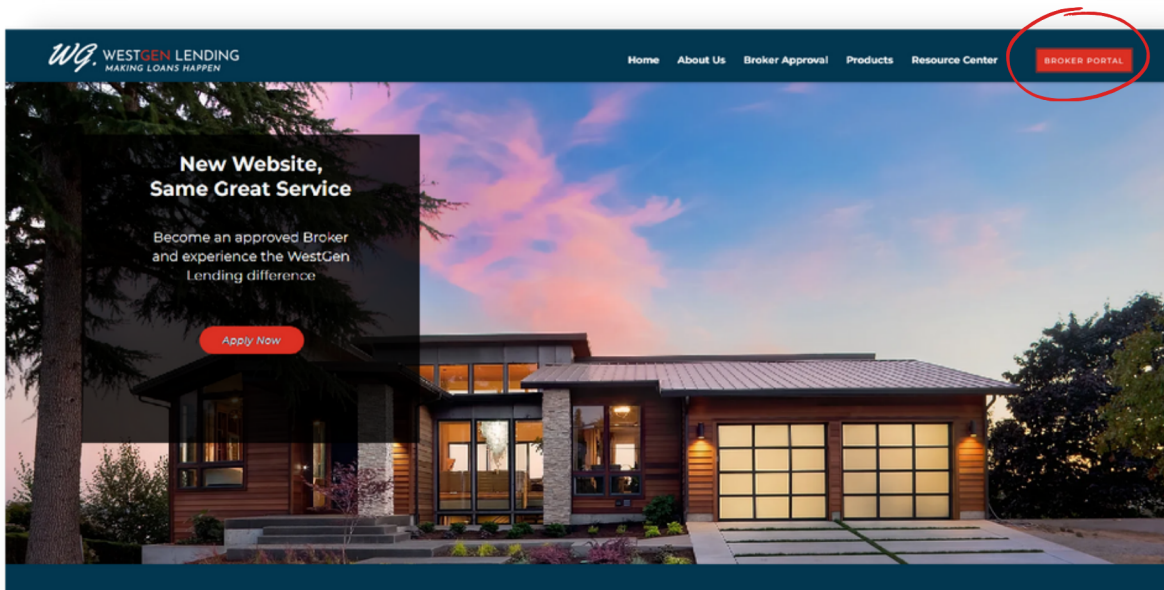 WG. WESTGEN LENDING
MAKING LOANS HAPPEN
Home About Us Broker Approval Products Resource Center BROKER PORTAL
New Website,
Same Great Service
Become an approved Broker
and experience the WestGen
Lending difference
Apply Now